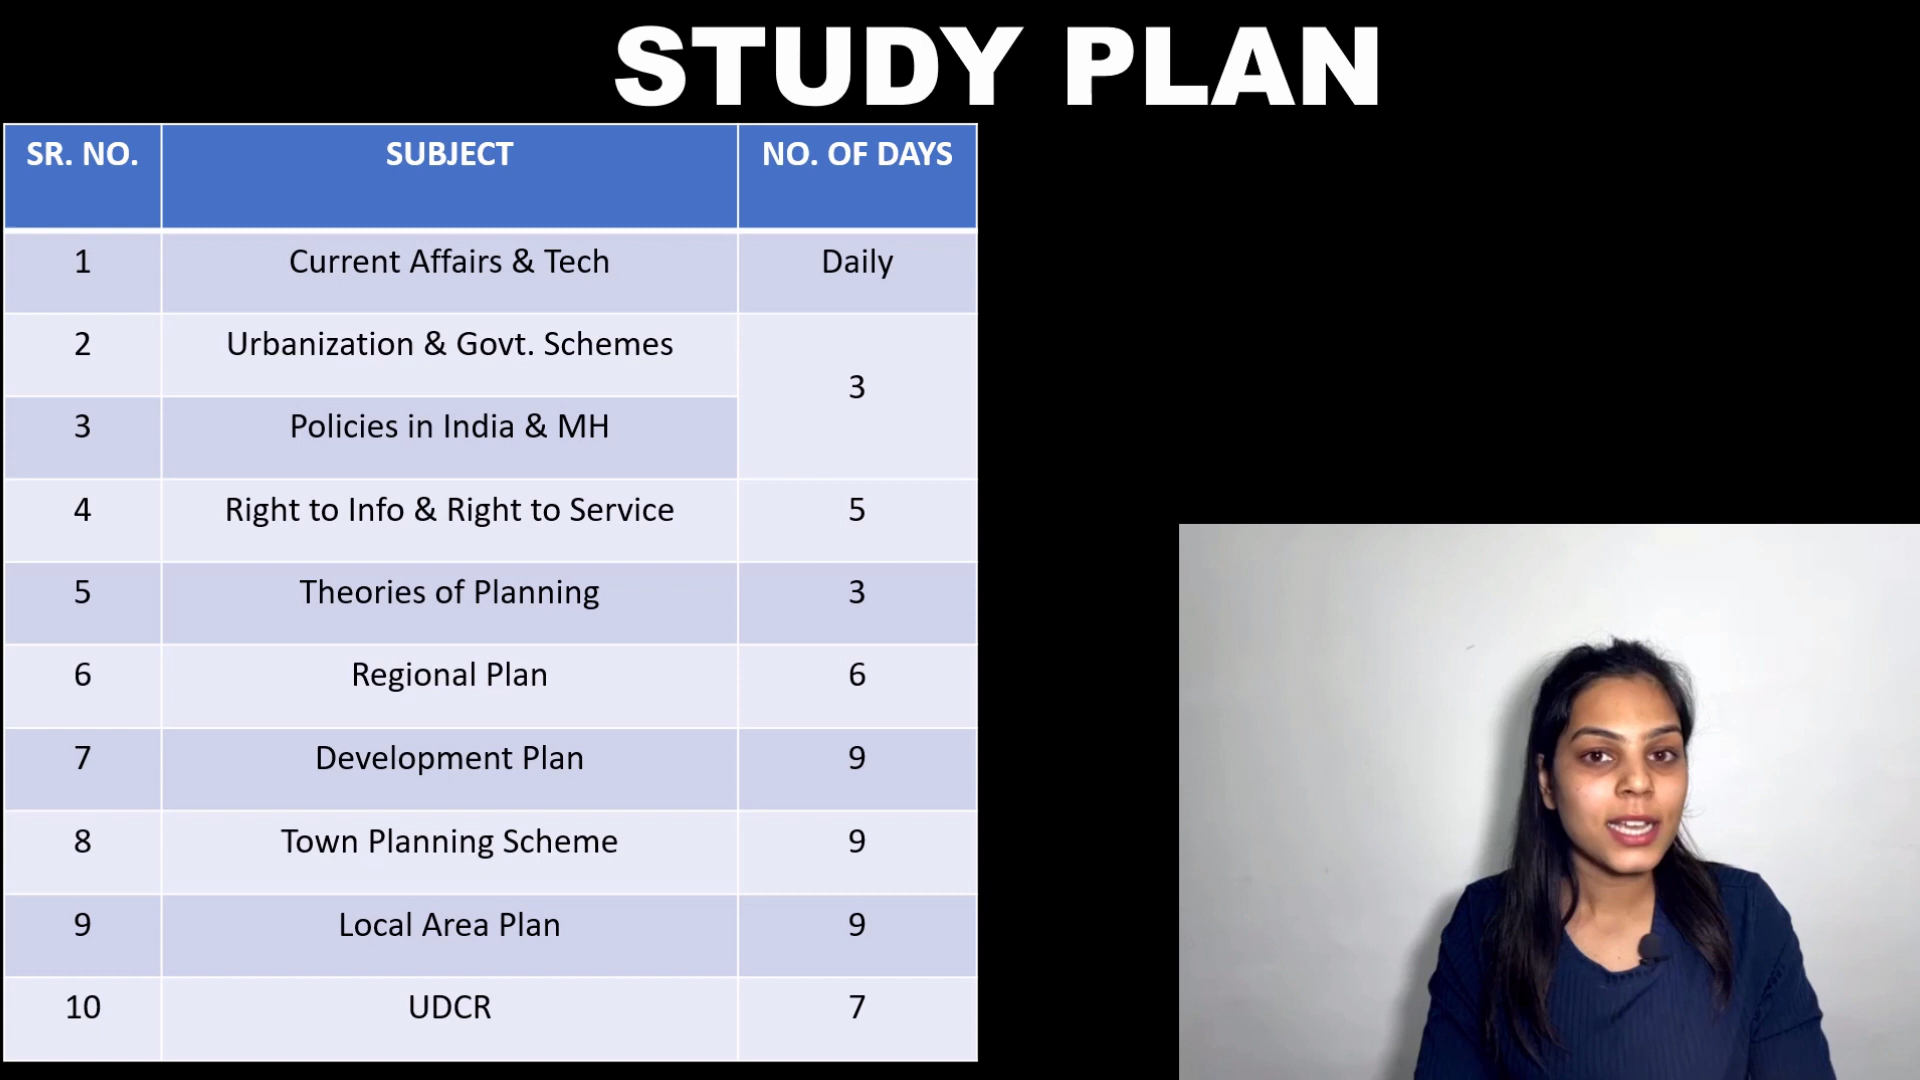 STUDY PLAN
SR. NO. SUBJECT NO. OF DAYS
1 Current Affairs & Tech Daily
2 Urbanization & Govt. Schemes 3
3 Policies in India & MH
4 Right to Info & Right to Service 5
5 Theories of Planning 3
6 Regional Plan 6
7 Development Plan 9
8 Town Planning Scheme 9
9 Local Area Plan 9
10 UDCR 7